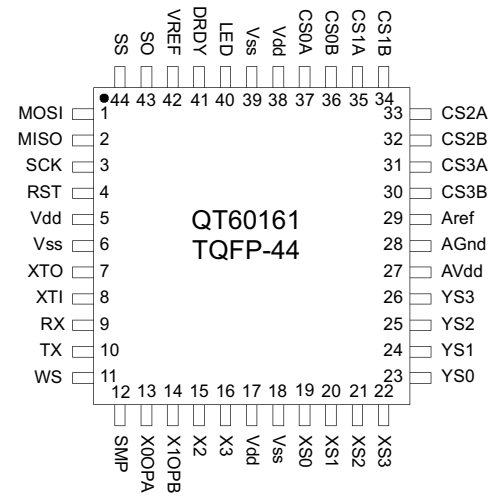 SS SO VREF DRDY LED Vss Vdd CS0A CS0B CS1A CS1B
44 43 42 41 40 39 38 37 36 35 34
MOSI 1 33 CS2A
MISO 2 32 CS2B
SCK 3 31 CS3A
RST 4 30 CS3B
Vdd 5 29 Aref
Vss 6 28 AGnd
XTO 7 27 AVdd
XTI 8 26 YS3
RX 9 25 YS2
TX 10 24 YS1
WS 11 23 YS0
QT60161
TQFP-44
12 13 14 15 16 17 18 19 20 21 22
SMP X0OPA X1OPB X2 X3 Vdd Vss XS0 XS1 XS2 XS3